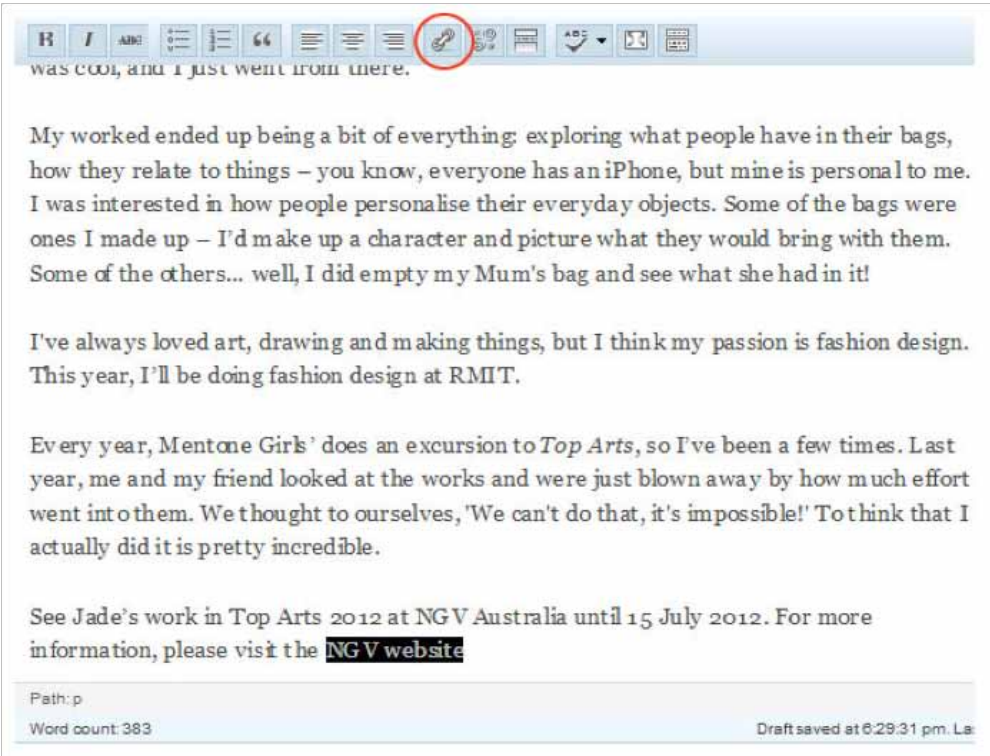 B I ABC
was cool, and I just went from there.
My worked ended up being a bit of everything: exploring what people have in their bags,
how they relate to things – you know, everyone has an iPhone, but mine is personal to me.
I was interested in how people personalise their everyday objects. Some of the bags were
ones I made up – I'd make up a character and picture what they would bring with them.
Some of the others... well, I did empty my Mum's bag and see what she had in it!
I've always loved art, drawing and making things, but I think my passion is fashion design.
This year, I'll be doing fashion design at RMIT.
Every year, Mentone Girls' does an excursion to Top Arts, so I've been a few times. Last
year, me and my friend looked at the works and were just blown away by how much effort
went into them. We thought to ourselves, 'We can't do that, it's impossible!' To think that I
actually did it is pretty incredible.
See Jade's work in Top Arts 2012 at NGV Australia until 15 July 2012. For more
information, please visit the NGV website
Path: p
Word count: 383 Draft saved at 6:29:31 pm. La